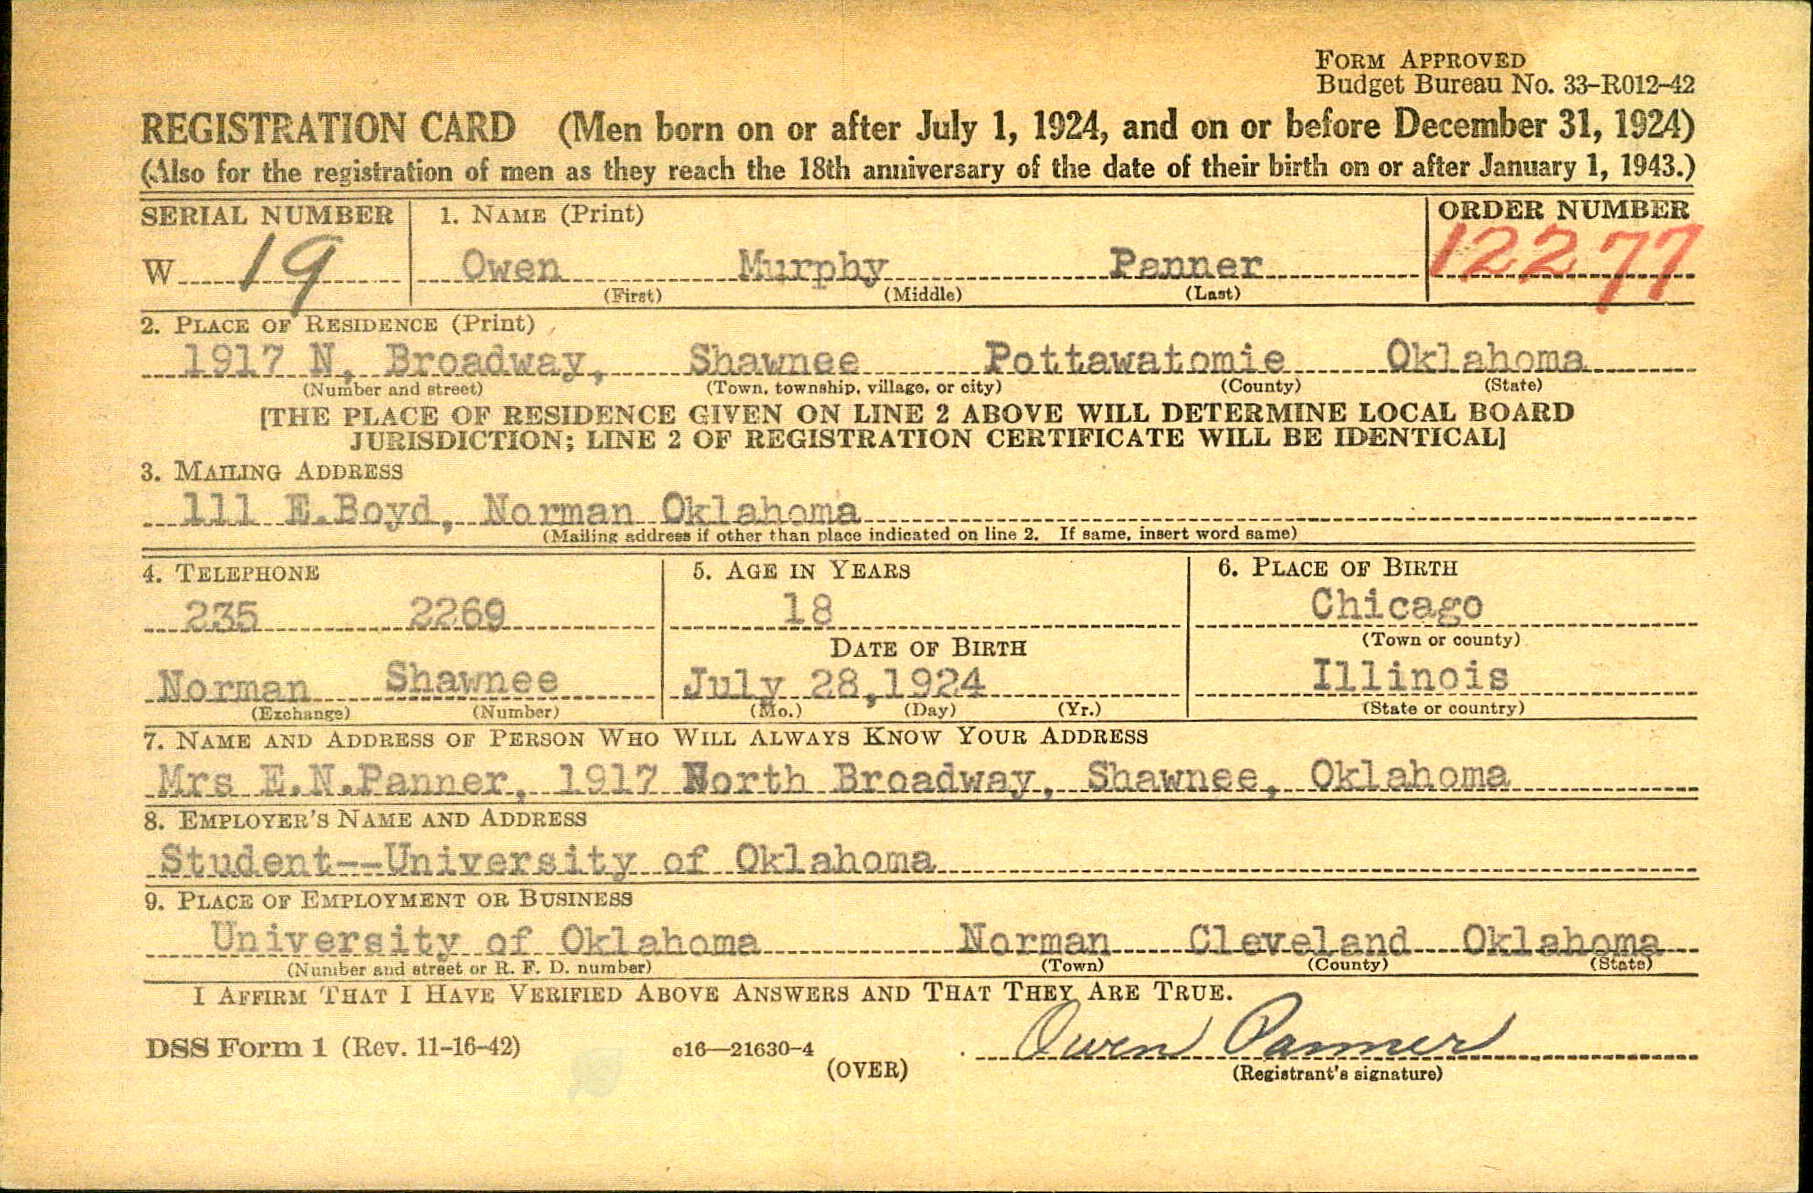 FORM APPROVED
Budget Bureau No. 33-R012-42
REGISTRATION CARD (Men born on or after July 1, 1924, and on or before December 31, 1924)
(Also for the registration of men as they reach the 18th anniversary of the date of their birth on or after January 1, 1943.)
SERIAL NUMBER 1. NAME (Print) ORDER NUMBER
W 19 Owen Murphy Panner 12277
(First) (Middle) (Last)
2. PLACE OF RESIDENCE (Print)
1917 N. Broadway, Shawnee Pottawatomie Oklahoma
(Number and street) (Town, township, village, or city) (County) (State)
[THE PLACE OF RESIDENCE GIVEN ON LINE 2 ABOVE WILL DETERMINE LOCAL BOARD
JURISDICTION; LINE 2 OF REGISTRATION CERTIFICATE WILL BE IDENTICAL]
3. MAILING ADDRESS
111 E.Boyd, Norman Oklahoma
(Mailing address if other than place indicated on line 2. If same, insert word same)
4. TELEPHONE 5. AGE IN YEARS 6. PLACE OF BIRTH
235 2269 18 Chicago
DATE OF BIRTH (Town or county)
Norman Shawnee July 28,1924 Illinois
(Exchange) (Number) (Mo.) (Day) (Yr.) (State or country)
7. NAME AND ADDRESS OF PERSON WHO WILL ALWAYS KNOW YOUR ADDRESS
Mrs E.N.Panner, 1917 North Broadway, Shawnee, Oklahoma
8. EMPLOYER'S NAME AND ADDRESS
Student--University of Oklahoma
9. PLACE OF EMPLOYMENT OR BUSINESS
University of Oklahoma Norman Cleveland Oklahoma
(Number and street or R. F. D. number) (Town) (County) (State)
I AFFIRM THAT I HAVE VERIFIED ABOVE ANSWERS AND THAT THEY ARE TRUE.
DSS Form 1 (Rev. 11-16-42) c16—21630-4 Owen Panner
(OVER) (Registrant's signature)